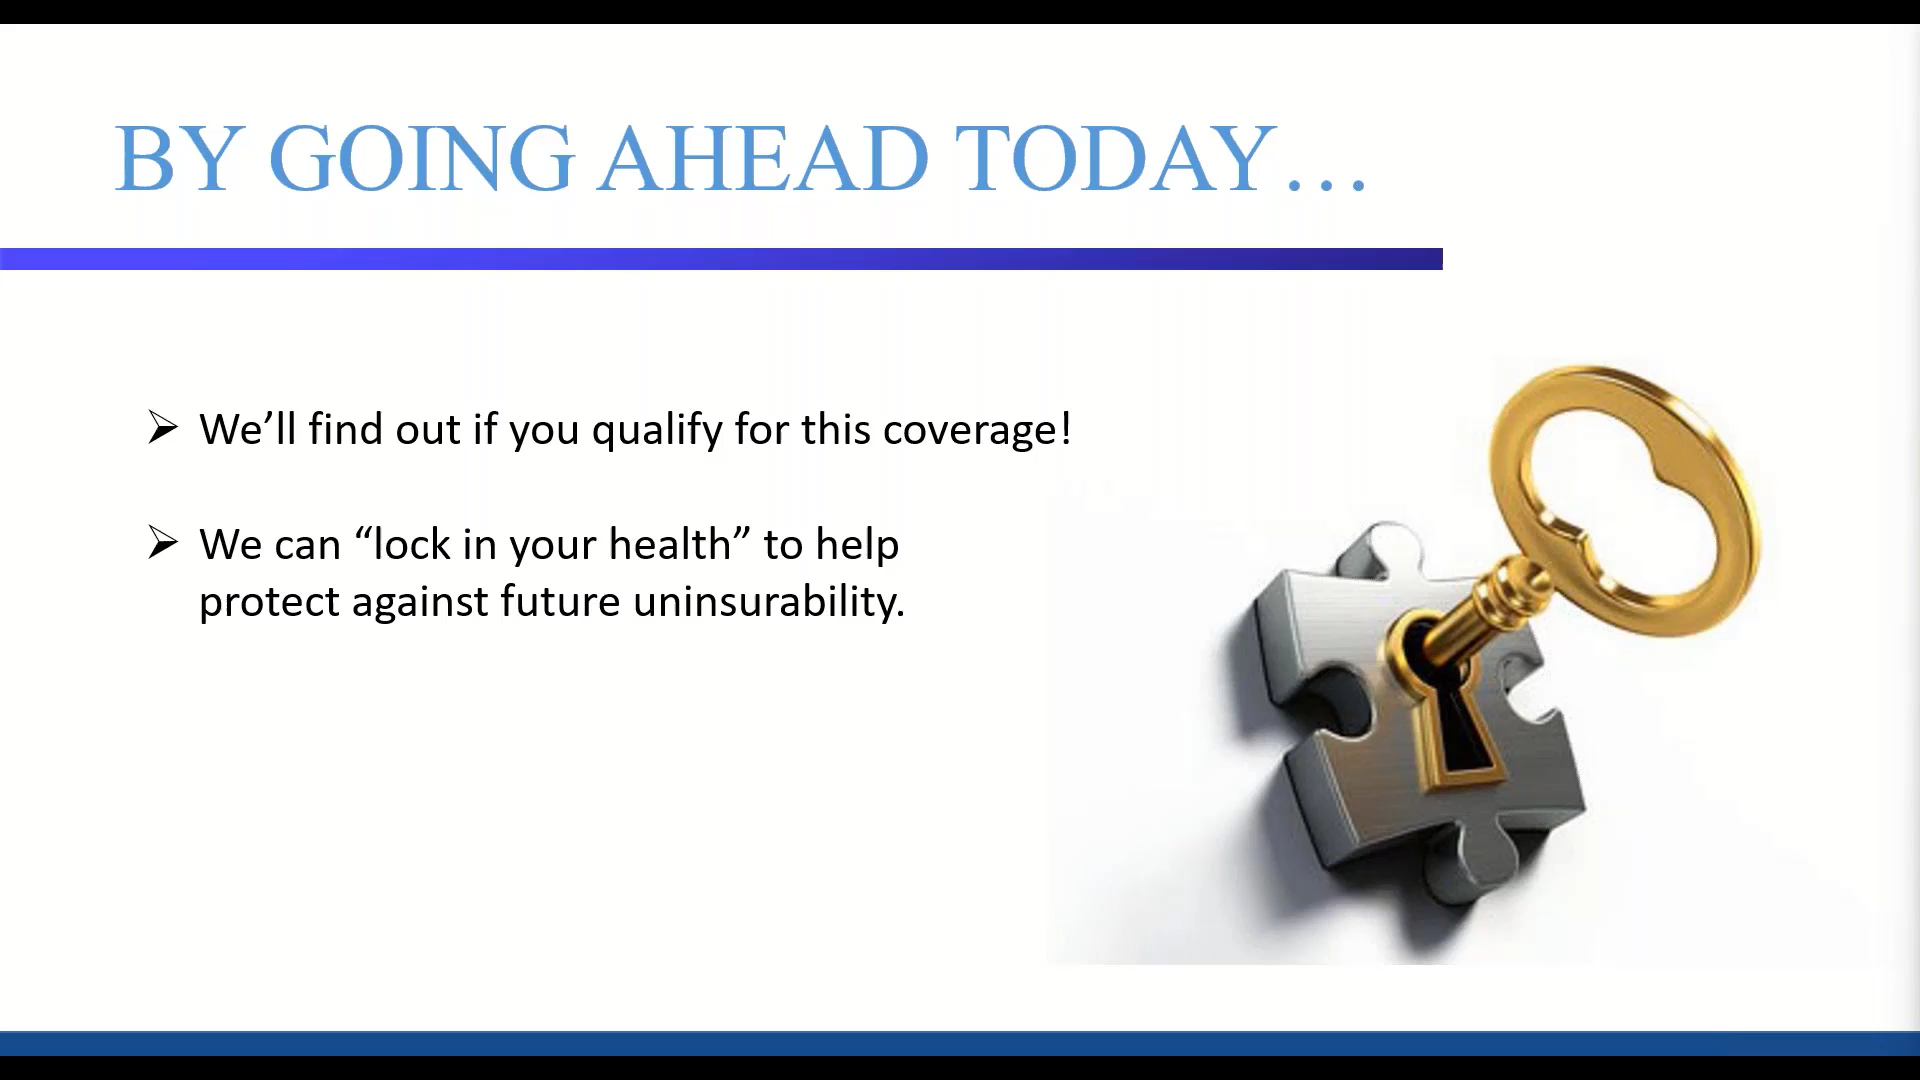 BY GOING AHEAD TODAY…
➢ We’ll find out if you qualify for this coverage!
➢ We can “lock in your health” to help
protect against future uninsurability.